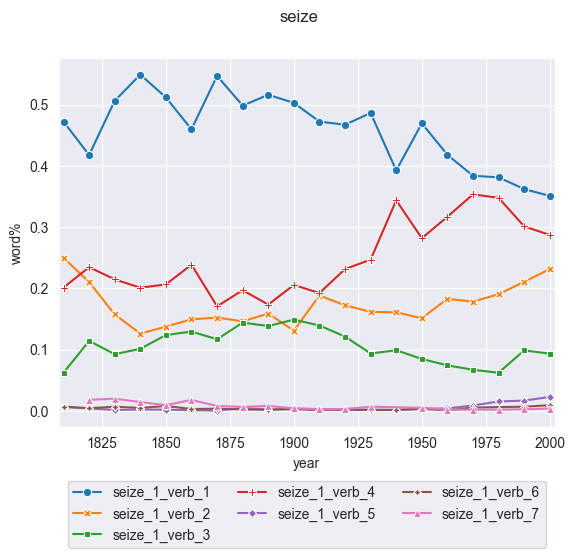 seize
0.5
0.4
0.3
0.2
0.1
0.0
word%
1825 1850 1875 1900 1925 1950 1975 2000
year
seize_1_verb_1 seize_1_verb_4 seize_1_verb_6
seize_1_verb_2 seize_1_verb_5 seize_1_verb_7
seize_1_verb_3